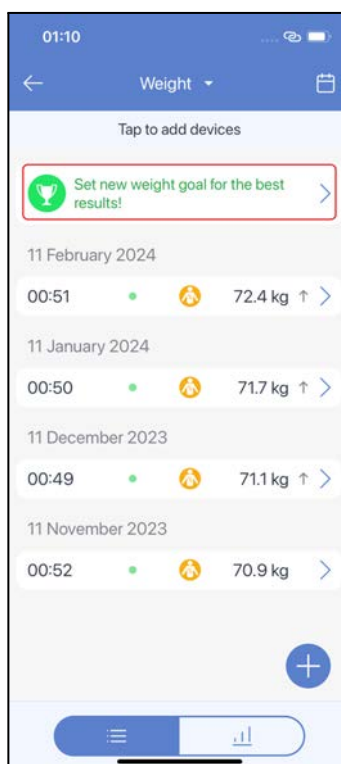 01:10
Weight
Tap to add devices
Set new weight goal for the best
results!
11 February 2024
00:51 72.4 kg ↑
11 January 2024
00:50 71.7 kg ↑
11 December 2023
00:49 71.1 kg ↑
11 November 2023
00:52 70.9 kg